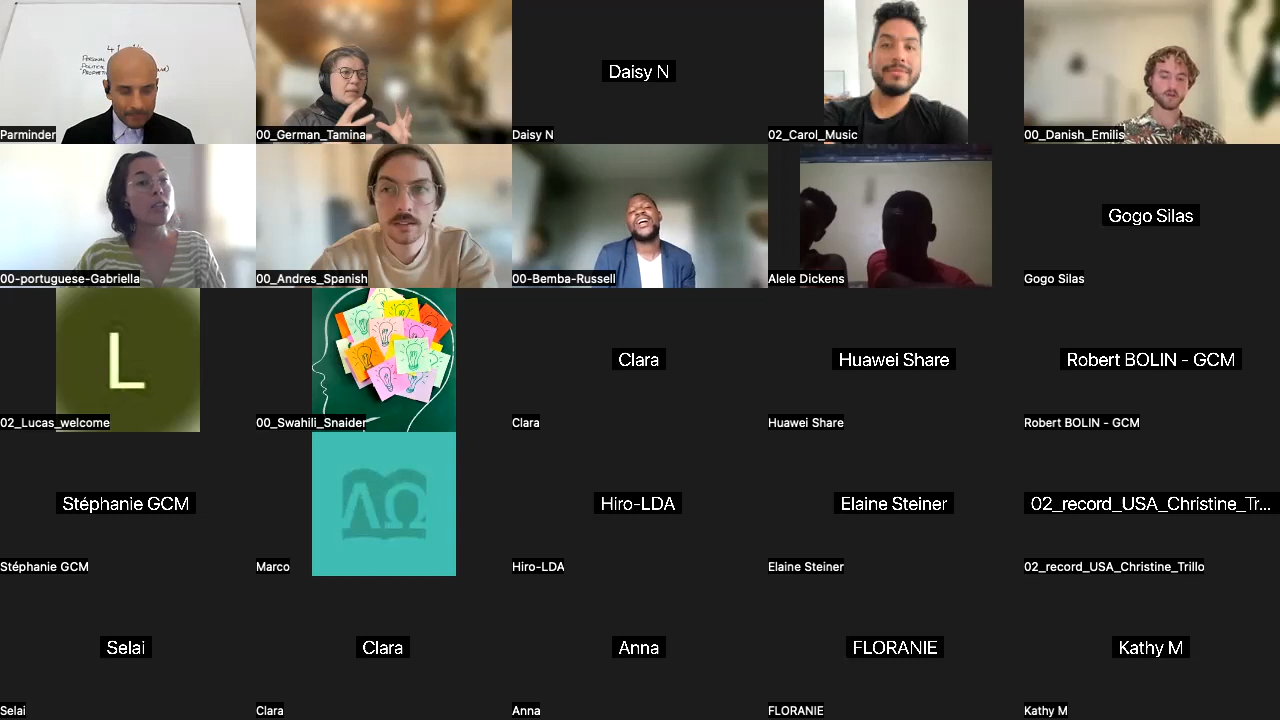 Parminder
00_German_Tamina
Daisy N
Daisy N
02_Carol_Music
00_Danish_Emilis
00-portuguese-Gabriella
00_Andres_Spanish
00-Bemba-Russell
Alele Dickens
Gogo Silas
Gogo Silas
L
02_Lucas_welcome
00_Swahili_Snaider
Clara
Clara
Huawei Share
Huawei Share
Robert BOLIN - GCM
Robert BOLIN - GCM
Stéphanie GCM
Stéphanie GCM
ΑΩ
Marco
Hiro-LDA
Hiro-LDA
Elaine Steiner
Elaine Steiner
02_record_USA_Christine_Tr...
02_record_USA_Christine_Trillo
Selai
Selai
Clara
Clara
Anna
Anna
FLORANIE
FLORANIE
Kathy M
Kathy M